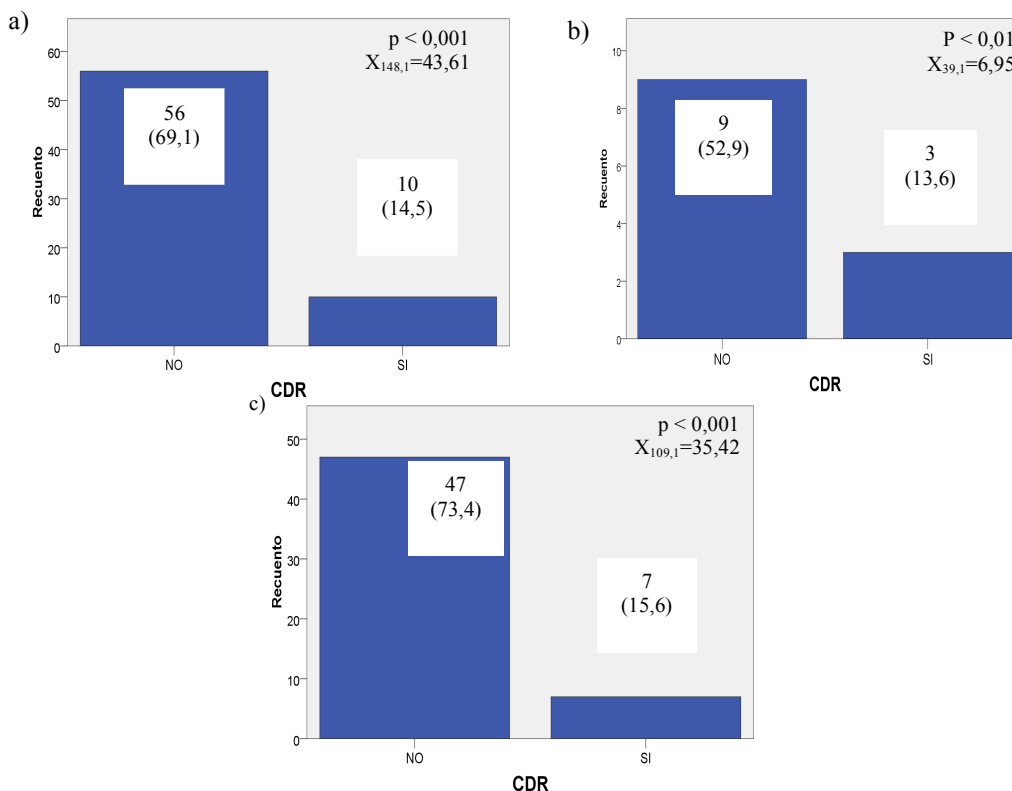 a)
p < 0,001
X148,1=43,61
60
50
40
30
20
10
0
Recuento
56
(69,1)
10
(14,5)
NO
SI
CDR
b)
P < 0,01
X39,1=6,95
10
8
6
4
2
0
Recuento
9
(52,9)
3
(13,6)
NO
SI
CDR
c)
p < 0,001
X109,1=35,42
50
40
30
20
10
0
Recuento
47
(73,4)
7
(15,6)
NO
SI
CDR